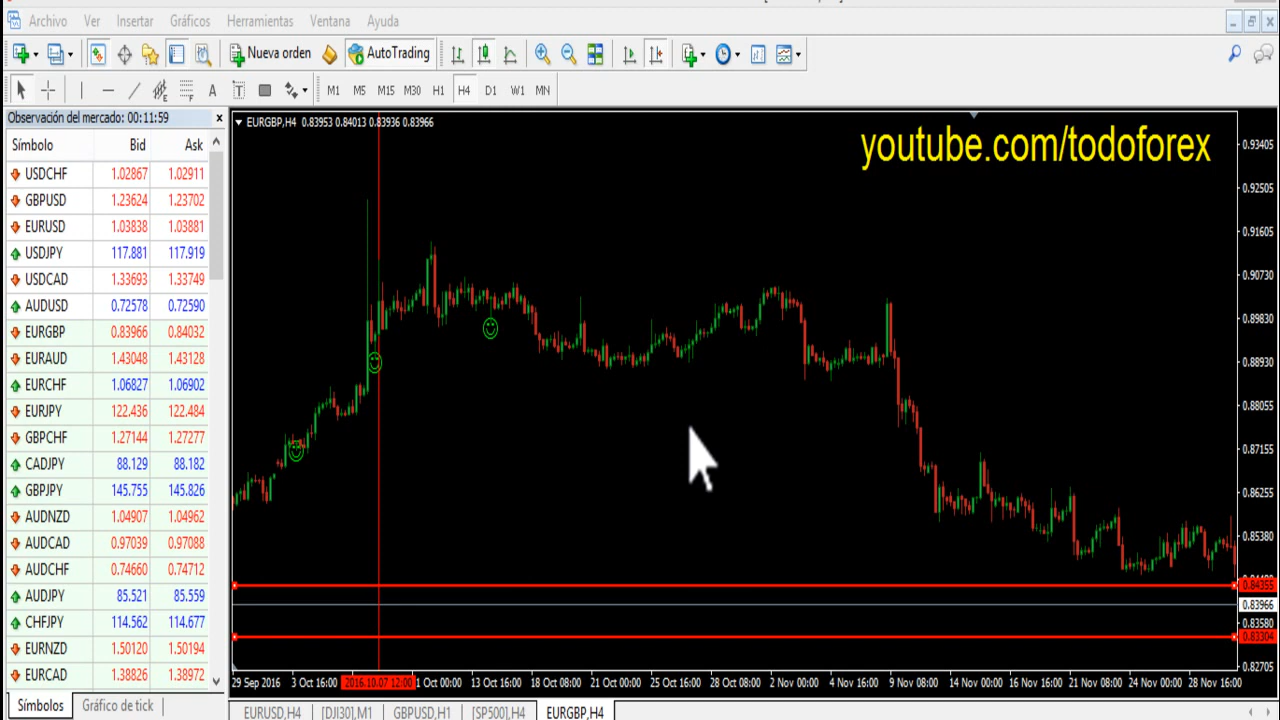 Archivo Ver Insertar Gráficos Herramientas Ventana Ayuda
Nueva orden AutoTrading
M1 M5 M15 M30 H1 H4 D1 W1 MN
Observación del mercado: 00:11:59
Símbolo Bid Ask
USDCHF 1.02867 1.02911
GBPUSD 1.23624 1.23702
EURUSD 1.03838 1.03881
USDJPY 117.881 117.919
USDCAD 1.33693 1.33749
AUDUSD 0.72578 0.72590
EURGBP 0.83966 0.84032
EURAUD 1.43048 1.43128
EURCHF 1.06827 1.06902
EURJPY 122.436 122.484
GBPCHF 1.27144 1.27277
CADJPY 88.129 88.182
GBPJPY 145.755 145.826
AUDNZD 1.04907 1.04962
AUDCAD 0.97039 0.97088
AUDCHF 0.74660 0.74712
AUDJPY 85.521 85.559
CHFJPY 114.562 114.677
EURNZD 1.50120 1.50194
EURCAD 1.38826 1.38972
Símbolos Gráfico de tick
EURGBP,H4 0.83953 0.84013 0.83936 0.83966
youtube.com/todoforex
0.93405
0.92505
0.91605
0.90730
0.89830
0.88930
0.88055
0.87155
0.86255
0.85380
0.84355
0.83966
0.83580
0.83304
0.82705
29 Sep 2016 3 Oct 16:00 2016.10.07 12:00 1 Oct 00:00 13 Oct 16:00 18 Oct 08:00 21 Oct 00:00 25 Oct 16:00 28 Oct 08:00 2 Nov 00:00 4 Nov 16:00 9 Nov 08:00 14 Nov 00:00 16 Nov 16:00 24 Nov 00:00 28 Nov 16:00
EURUSD,H4 [DJI30],M1 GBPUSD,H1 [SP500],H4 EURGBP,H4